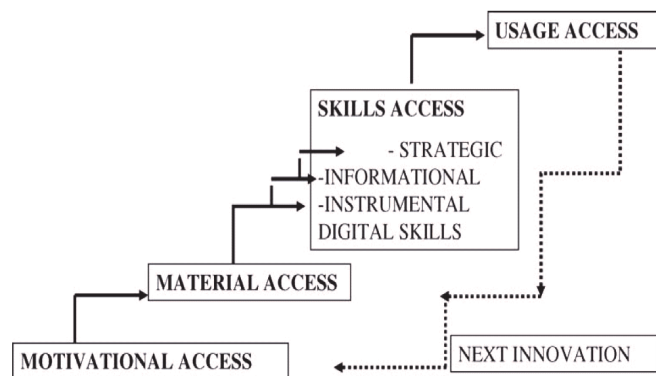 USAGE ACCESS
SKILLS ACCESS
- STRATEGIC
-INFORMATIONAL
-INSTRUMENTAL
DIGITAL SKILLS
MATERIAL ACCESS
NEXT INNOVATION
MOTIVATIONAL ACCESS